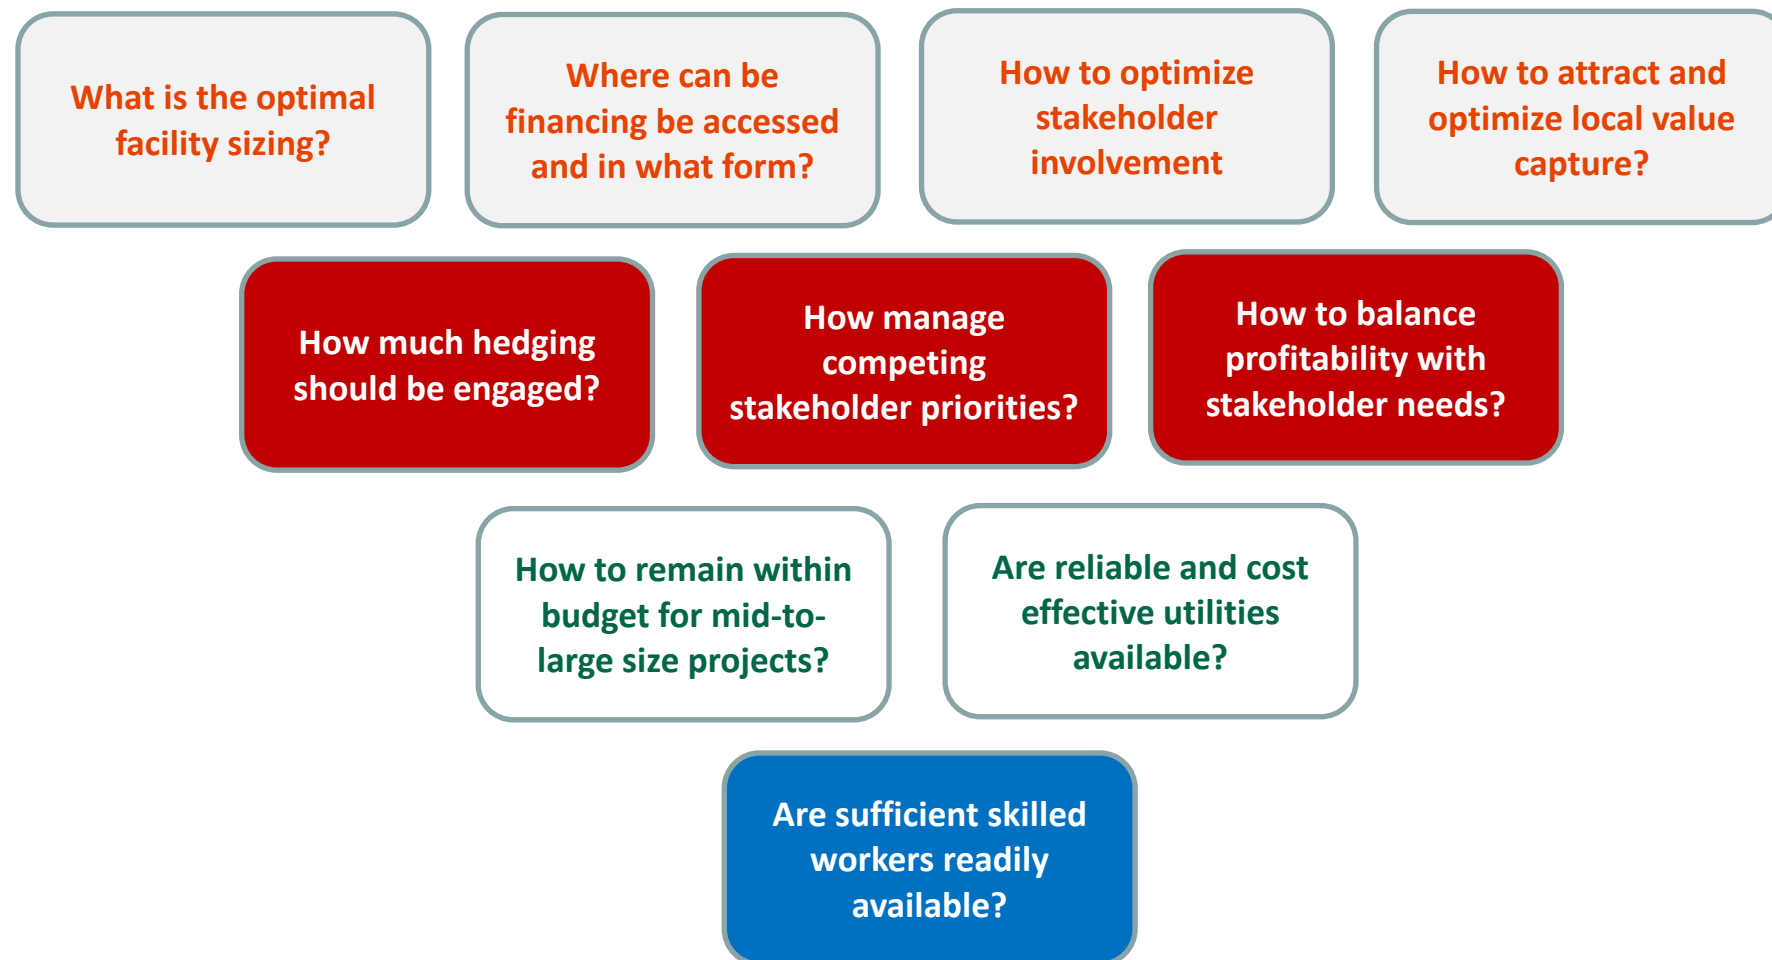 What is the optimal
facility sizing?
Where can be
financing be accessed
and in what form?
How to optimize
stakeholder
involvement
How to attract and
optimize local value
capture?
How much hedging
should be engaged?
How manage
competing
stakeholder priorities?
How to balance
profitability with
stakeholder needs?
How to remain within
budget for mid-to-
large size projects?
Are reliable and cost
effective utilities
available?
Are sufficient skilled
workers readily
available?